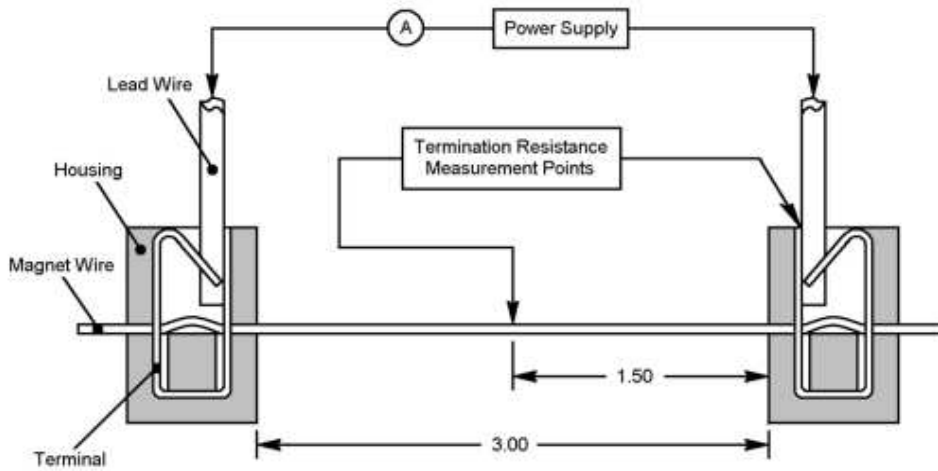 A
Power Supply
Lead Wire
Termination Resistance
Measurement Points
Housing
Magnet Wire
1.50
3.00
Terminal